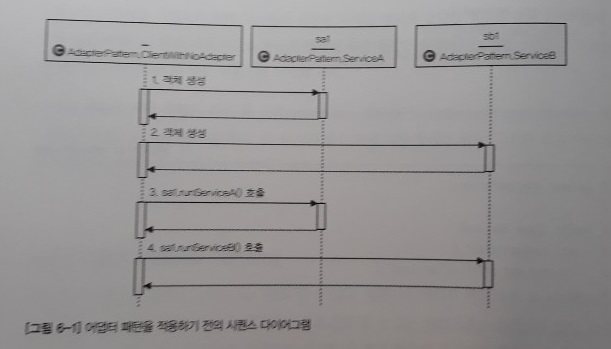 sa1
sb1
C AdapterPattern.ClientWithNoAdapter
C AdapterPattern.ServiceA
C AdapterPattern.ServiceB
1. 객체 생성
2. 객체 생성
3. sa1.runServiceA() 호출
4. sa1.runServiceB() 호출
[그림 6-1] 어댑터 패턴을 적용하기 전의 시퀀스 다이어그램